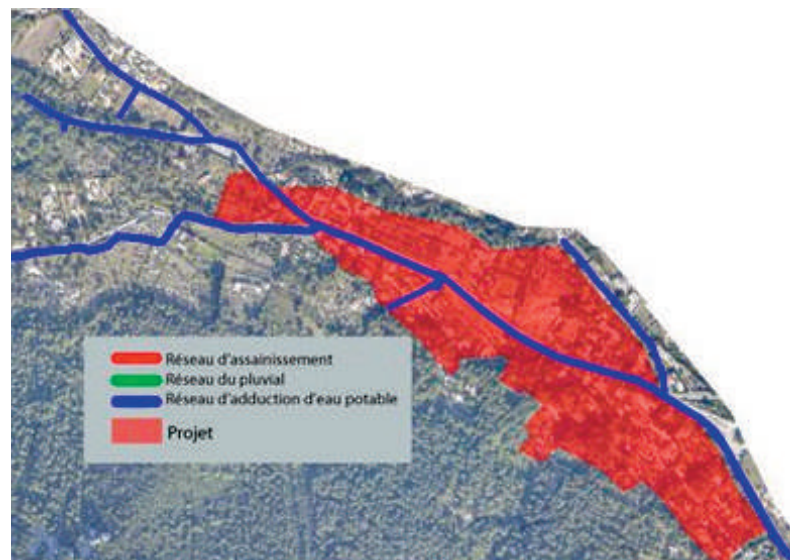 Réseau d'assainissement
Réseau du pluvial
Réseau d'adduction d'eau potable
Projet